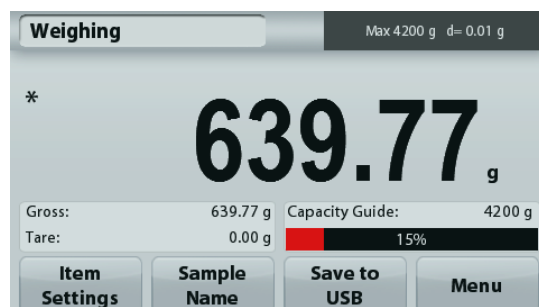 Weighing
Max 4200 g d= 0.01 g
*
639.77 g
Gross: 639.77 g
Capacity Guide: 4200 g
Tare: 0.00 g
15%
Item Settings
Sample Name
Save to USB
Menu